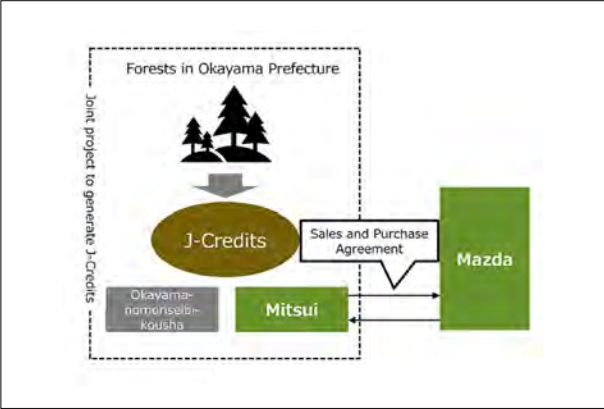 Forests in Okayama Prefecture
Joint project to generate J-Credits
J-Credits
Sales and Purchase
Agreement
Mazda
Okayama-
nomoriseibi-
kousha
Mitsui